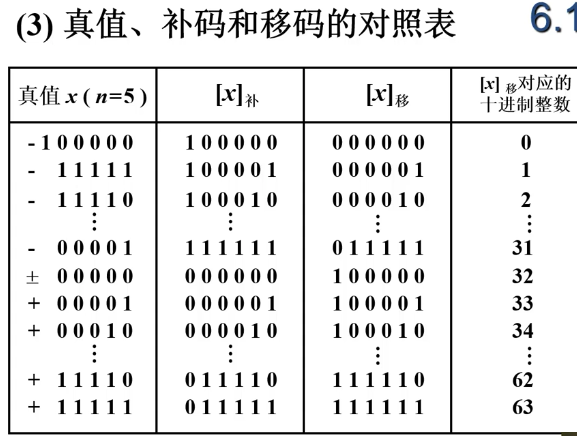 (3) 真值、补码和移码的对照表 6.1
真值 x ( n=5 ) [x]补 [x]移 [x] 移对应的
十进制整数
- 100000 100000 000000 0
- 11111 100001 000001 1
- 11110 100010 000010 2
⋮ ⋮ ⋮ ⋮
- 00001 111111 011111 31
± 00000 000000 100000 32
+ 00001 000001 100001 33
+ 00010 000010 100010 34
⋮ ⋮ ⋮ ⋮
+ 11110 011110 111110 62
+ 11111 011111 111111 63